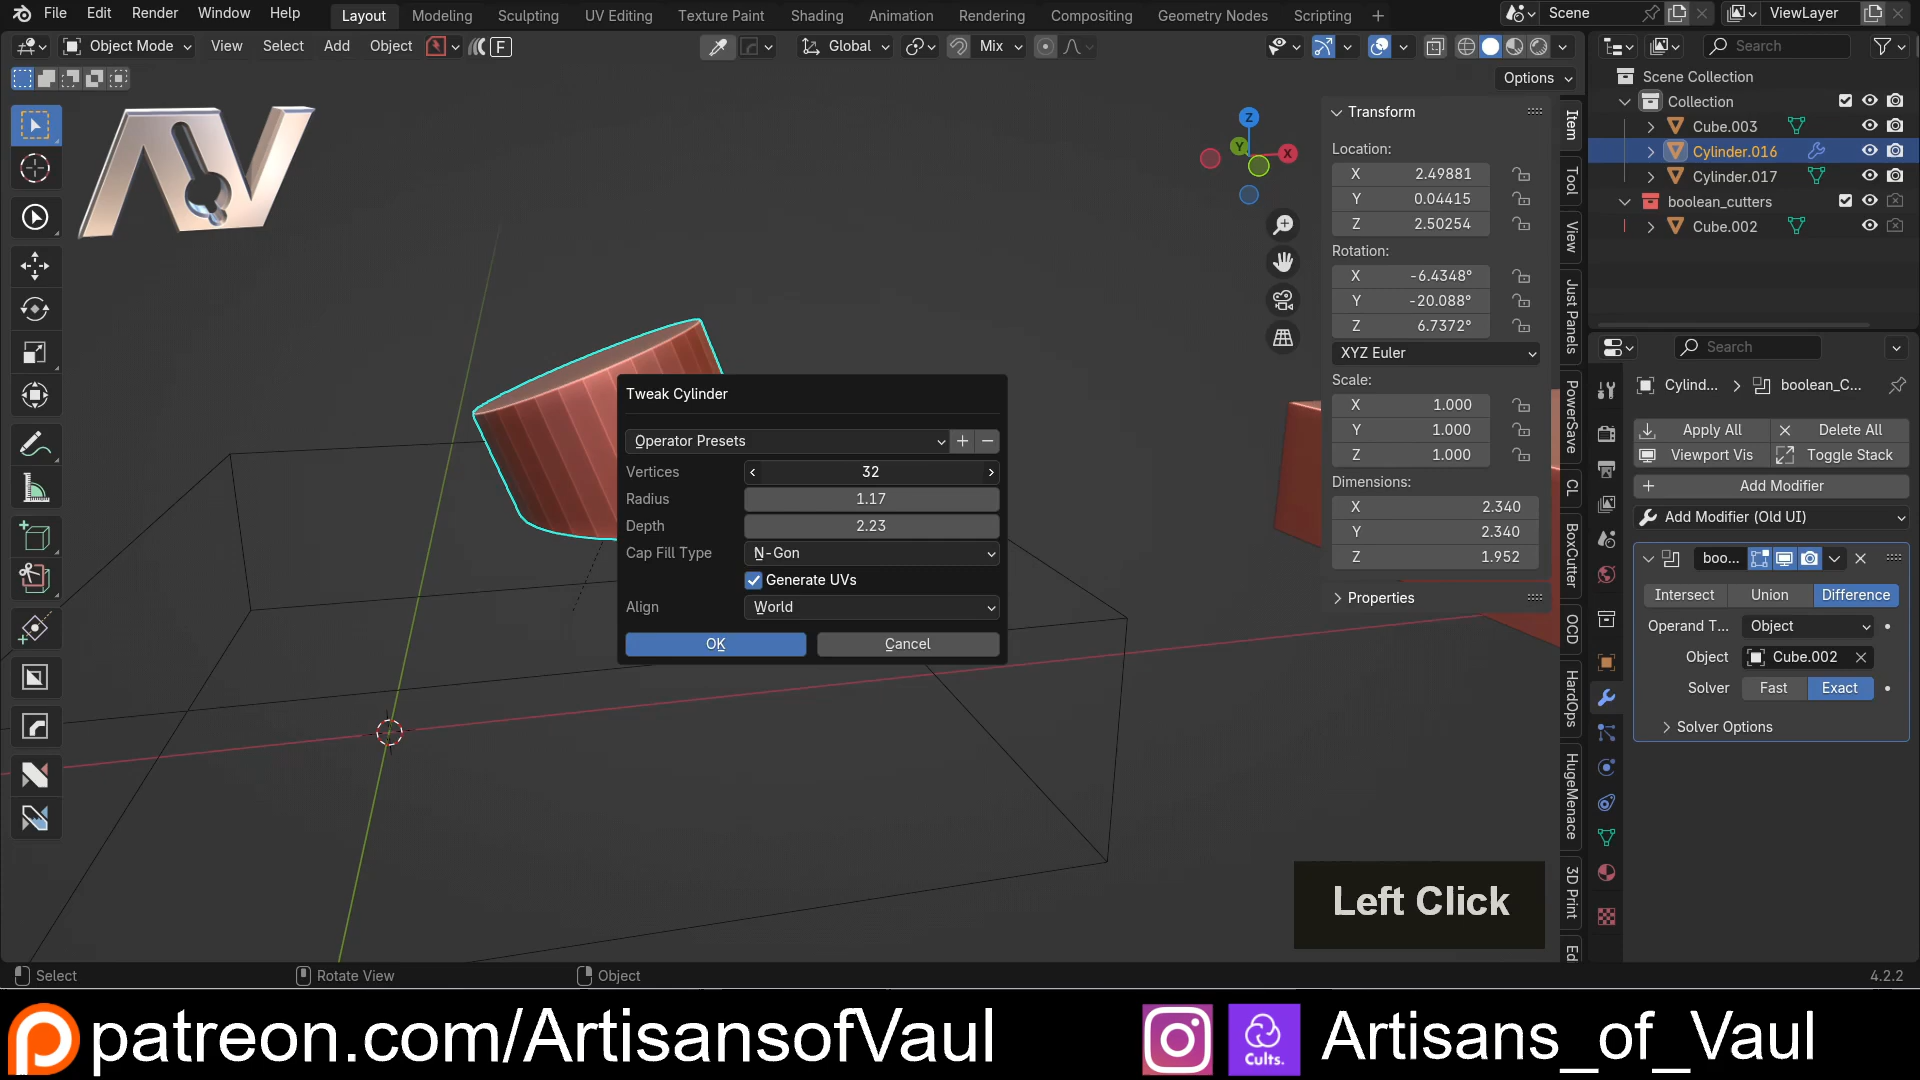 File Edit Render Window Help Layout Modeling Sculpting UV Editing Texture Paint Shading Animation Rendering Compositing Geometry Nodes Scripting + Scene ViewLayer
Object Mode View Select Add Object F Global Mix Search
Options
Scene Collection
Collection
Cube.003
Cylinder.016
Cylinder.017
boolean_cutters
Cube.002
AV
Z
Y
X
Transform
Location:
X 2.49881
Y 0.04415
Z 2.50254
Rotation:
X -6.4348°
Y -20.088°
Z 6.7372°
XYZ Euler
Scale:
X 1.000
Y 1.000
Z 1.000
Dimensions:
X 2.340
Y 2.340
Z 1.952
Properties
Item
Tool
View
Just Panels
PowerSave
CL
BoxCutter
OCD
HardOps
HugeMenace
3D Print
Ed
Search
Cylind... > boolean_C...
Apply All Delete All
Viewport Vis Toggle Stack
Add Modifier
Add Modifier (Old UI)
boo...
Intersect Union Difference
Operand T... Object
Object Cube.002
Solver Fast Exact
Solver Options
Tweak Cylinder
Operator Presets
Vertices 32
Radius 1.17
Depth 2.23
Cap Fill Type N-Gon
Generate UVs
Align World
OK Cancel
Left Click
Select Rotate View Object 4.2.2
patreon.com/ArtisansofVaul Cults. Artisans_of_Vaul